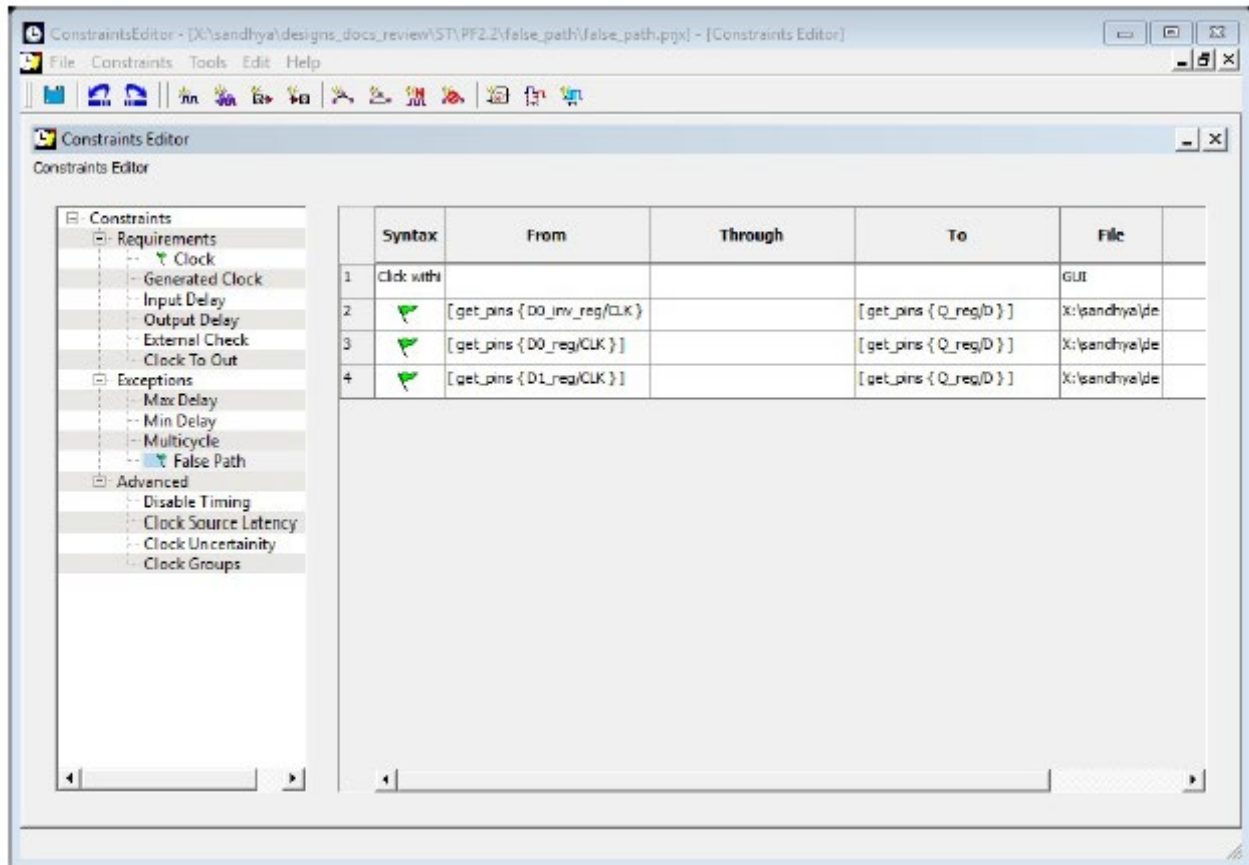 ConstraintsEditor - [X:\sandhya\designs_docs_review\ST\PF2.2\false_path\false_path.prjx] - [Constraints Editor]
File Constraints Tools Edit Help
Constraints Editor
Constraints Editor
Constraints
Requirements
Clock
Generated Clock
Input Delay
Output Delay
External Check
Clock To Out
Exceptions
Max Delay
Min Delay
Multicycle
False Path
Advanced
Disable Timing
Clock Source Latency
Clock Uncertainity
Clock Groups
Syntax From Through To File
1 Click withi GUI
2 [ get_pins { D0_inv_reg/CLK } [ get_pins { Q_reg/D } ] X:\sandhya\de
3 [ get_pins { D0_reg/CLK } ] [ get_pins { Q_reg/D } ] X:\sandhya\de
4 [ get_pins { D1_reg/CLK } ] [ get_pins { Q_reg/D } ] X:\sandhya\de